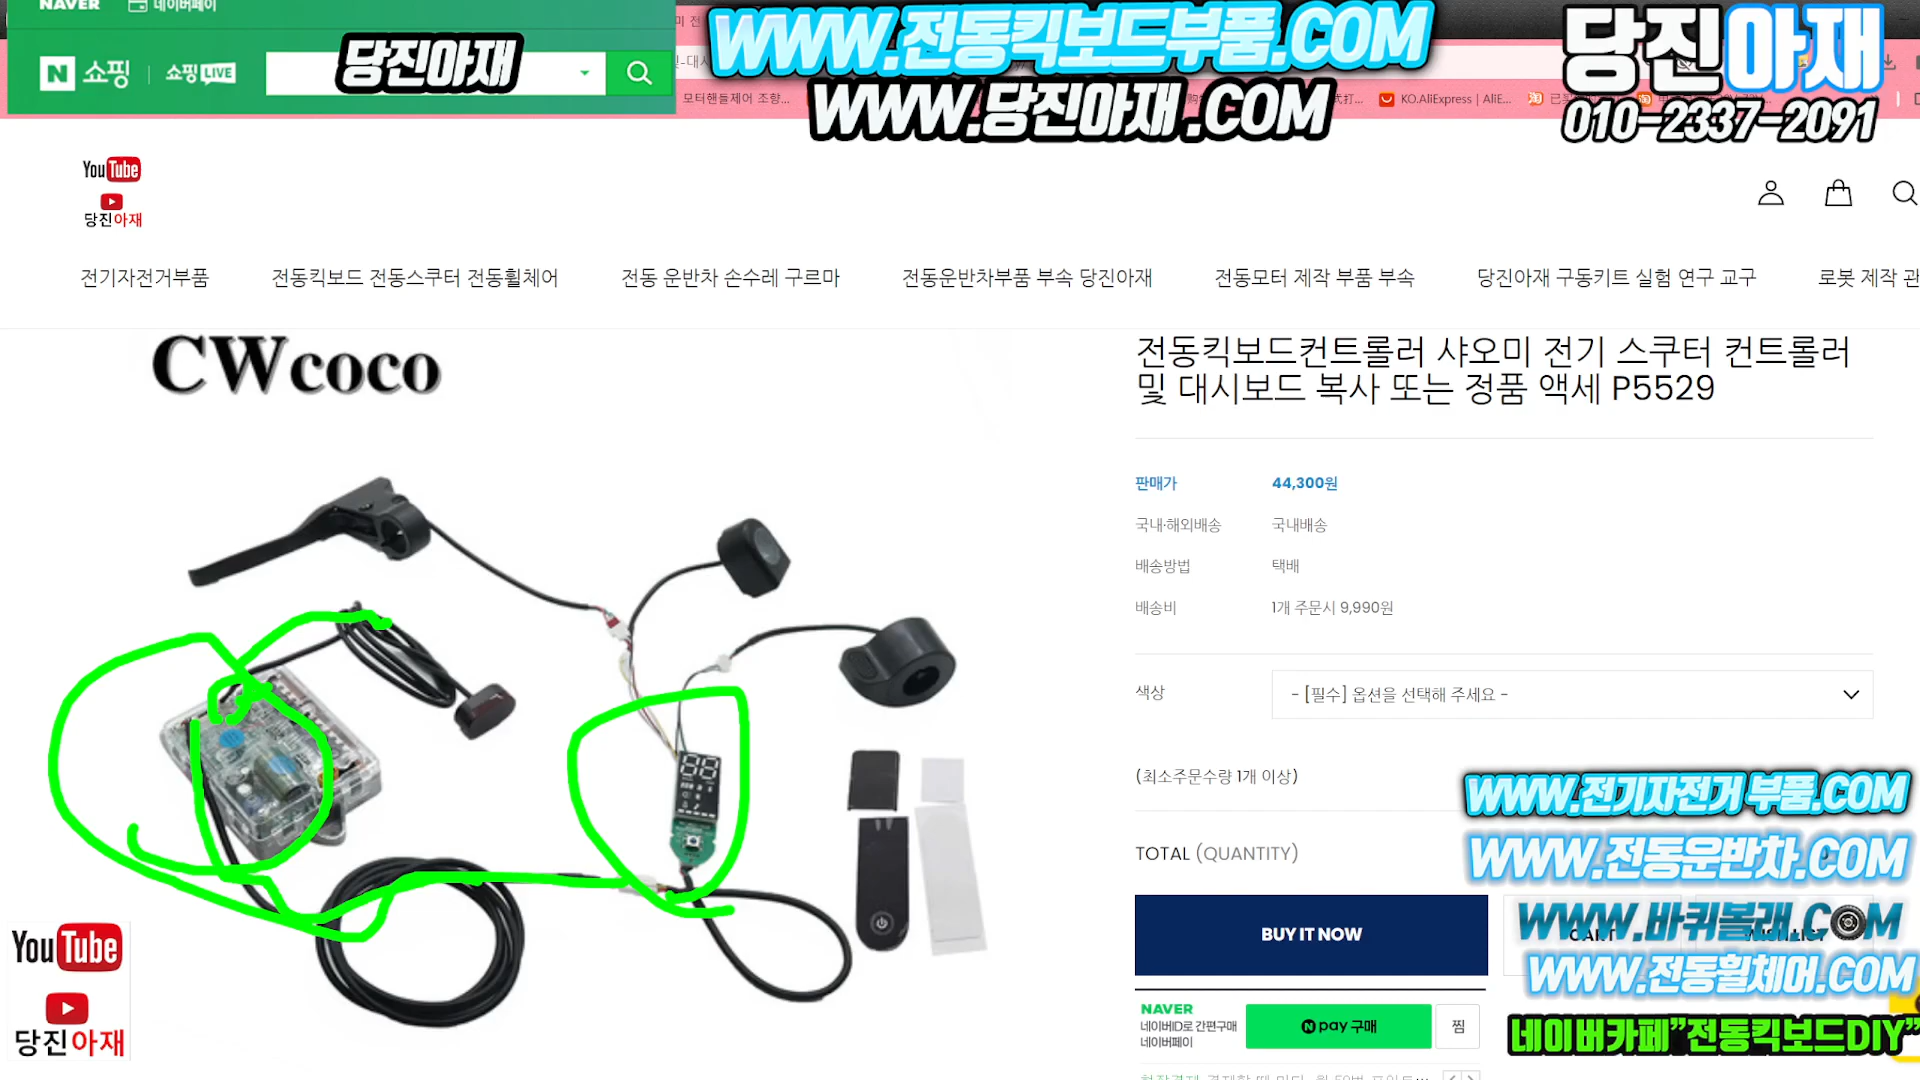 NAVER 네이버페이
N 쇼핑 | 쇼핑LIVE
당진아재
WWW.전동킥보드부품.COM
WWW.당진아재.COM
당진아재
010-2337-2091
모터핸들제어 조향...
KO.AliExpress | AliE...
YouTube
당진아재
전기자전거부품
전동킥보드 전동스쿠터 전동휠체어
전동 운반차 손수레 구르마
전동운반차부품 부속 당진아재
전동모터 제작 부품 부속
당진아재 구동키트 실험 연구 교구
로봇 제작 관
CWcoco
전동킥보드컨트롤러 샤오미 전기 스쿠터 컨트롤러
및 대시보드 복사 또는 정품 액세 P5529
판매가 44,300원
국내·해외배송 국내배송
배송방법 택배
배송비 1개 주문시 9,990원
색상 - [필수] 옵션을 선택해 주세요 -
(최소주문수량 1개 이상)
WWW.전기자전거 부품.COM
TOTAL (QUANTITY)
WWW.전동운반차.COM
BUY IT NOW
CART
WISH LIST
WWW.바퀴볼래.COM
WWW.전동휠체어.COM
YouTube
당진아재
NAVER
네이버ID로 간편구매
네이버페이
N pay 구매
찜
네이버카페"전동킥보드DIY"